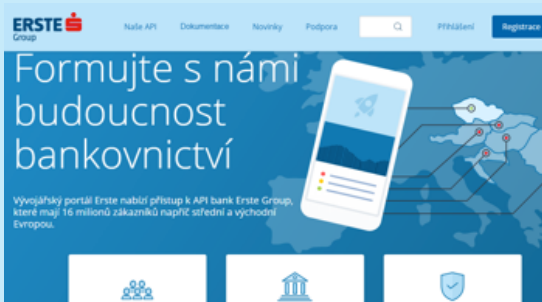 ERSTE
Group
Naše API Dokumentace Novinky Podpora Přihlášení Registrace
Formujte s námi
budoucnost
bankovnictví
Vývojářský portál Erste nabízí přístup k API bank Erste Group,
které mají 16 milionů zákazníků napříč střední a východní
Evropou.